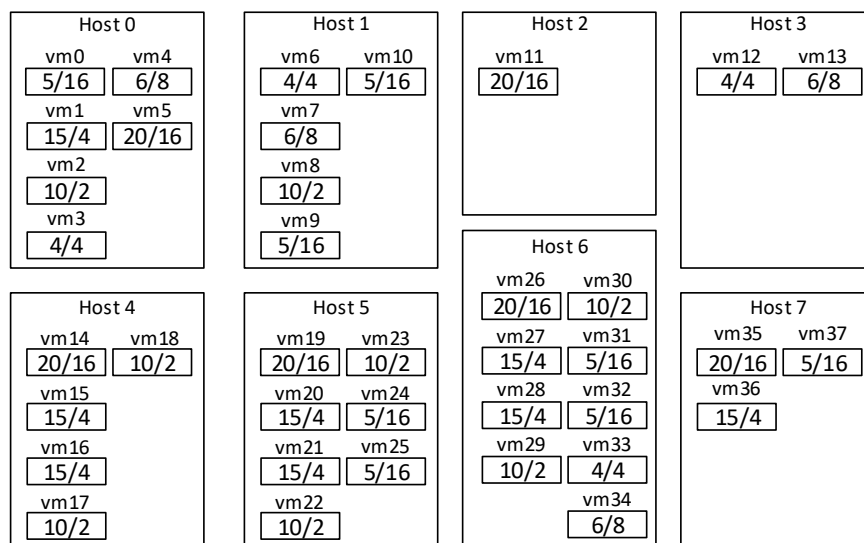 Host 0
vm0 vm4
5/16 6/8
vm1 vm5
15/4 20/16
vm2
10/2
vm3
4/4
Host 1
vm6 vm10
4/4 5/16
vm7
6/8
vm8
10/2
vm9
5/16
Host 2
vm11
20/16
Host 3
vm12 vm13
4/4 6/8
Host 4
vm14 vm18
20/16 10/2
vm15
15/4
vm16
15/4
vm17
10/2
Host 5
vm19 vm23
20/16 10/2
vm20 vm24
15/4 5/16
vm21 vm25
15/4 5/16
vm22
10/2
Host 6
vm26 vm30
20/16 10/2
vm27 vm31
15/4 5/16
vm28 vm32
15/4 5/16
vm29 vm33
10/2 4/4
vm34
6/8
Host 7
vm35 vm37
20/16 5/16
vm36
15/4